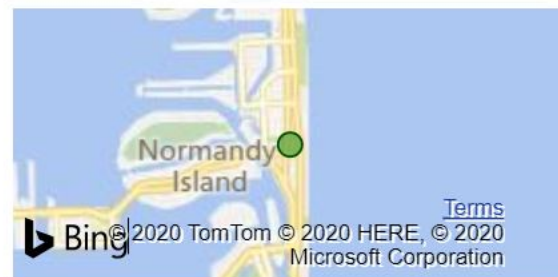 Normandy
Island
Terms
Bing
© 2020 TomTom © 2020 HERE, © 2020
Microsoft Corporation